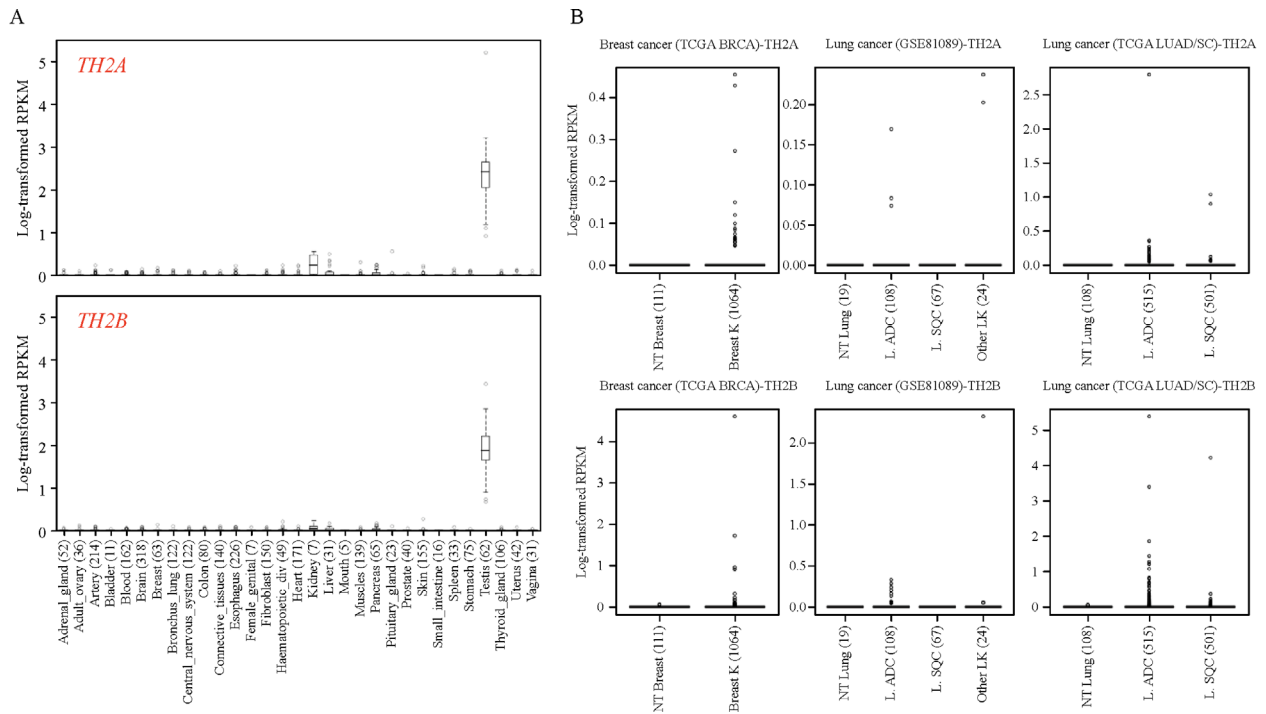 A
TH2A
Log-transformed RPKM
5
4
3
2
1
0
TH2B
Log-transformed RPKM
5
4
3
2
1
0
Adrenal_gland (52)
Adult_ovary (36)
Artery (214)
Bladder (11)
Blood (162)
Brain (318)
Breast (63)
Bronchus_lung (122)
Central_nervous_system (122)
Colon (80)
Connective_tissues (140)
Esophagus (226)
Female_genital (7)
Fibroblast (150)
Haematopoietic_div (49)
Heart (171)
Kidney (7)
Liver (31)
Mouth (5)
Muscles (139)
Pancreas (65)
Pituitary_gland (23)
Prostate (40)
Skin (155)
Small_intestine (16)
Spleen (33)
Stomach (75)
Testis (62)
Thyroid_gland (106)
Uterus (42)
Vagina (31)
B
Breast cancer (TCGA BRCA)-TH2A
Log-transformed RPKM
0.4
0.3
0.2
0.1
0.0
NT Breast (111)
Breast K (1064)
Lung cancer (GSE81089)-TH2A
0.20
0.15
0.10
0.05
0.00
NT Lung (19)
L. ADC (108)
L. SQC (67)
Other LK (24)
Lung cancer (TCGA LUAD/SC)-TH2A
2.5
2.0
1.5
1.0
0.5
0.0
NT Lung (108)
L. ADC (515)
L. SQC (501)
Breast cancer (TCGA BRCA)-TH2B
Log-transformed RPKM
4
3
2
1
0
NT Breast (111)
Breast K (1064)
Lung cancer (GSE81089)-TH2B
2.0
1.5
1.0
0.5
0.0
NT Lung (19)
L. ADC (108)
L. SQC (67)
Other LK (24)
Lung cancer (TCGA LUAD/SC)-TH2B
5
4
3
2
1
0
NT Lung (108)
L. ADC (515)
L. SQC (501)